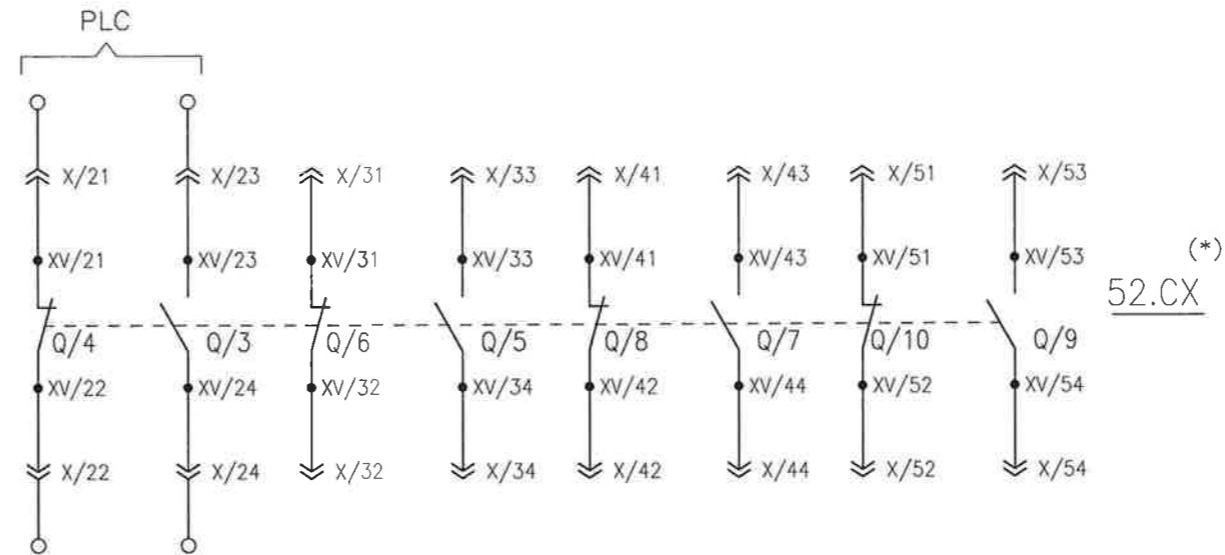 PLC
X/21 X/23 X/31 X/33 X/41 X/43 X/51 X/53
XV/21 XV/23 XV/31 XV/33 XV/41 XV/43 XV/51 XV/53
(*)
52.CX
Q/4 Q/3 Q/6 Q/5 Q/8 Q/7 Q/10 Q/9
XV/22 XV/24 XV/32 XV/34 XV/42 XV/44 XV/52 XV/54
X/22 X/24 X/32 X/34 X/42 X/44 X/52 X/54